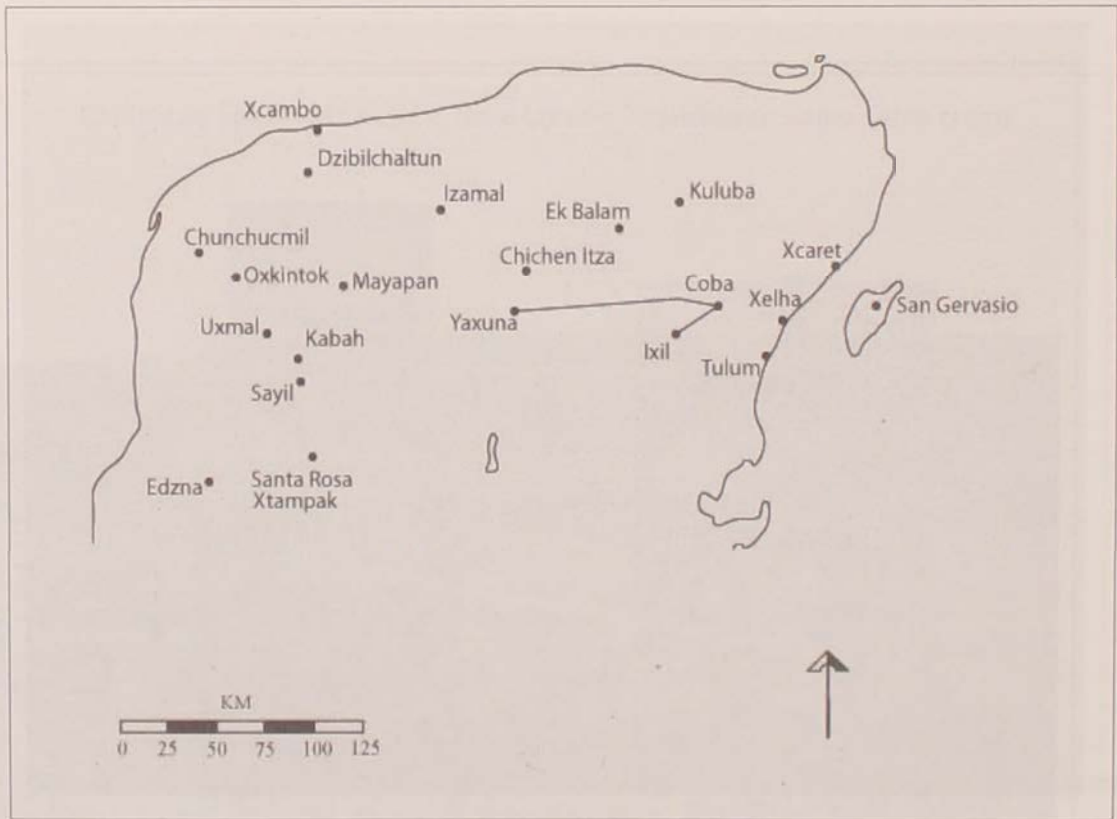 Xcambo
Dzibilchaltun
Izamal
Kuluba
Ek Balam
Chunchucmil
Chichen Itza
Xcaret
Oxkintok
Mayapan
Coba
Xelha
San Gervasio
Yaxuna
Uxmal
Kabah
Ixil
Tulum
Sayil
Edzna
Santa Rosa
Xtampak
KM
0 25 50 75 100 125